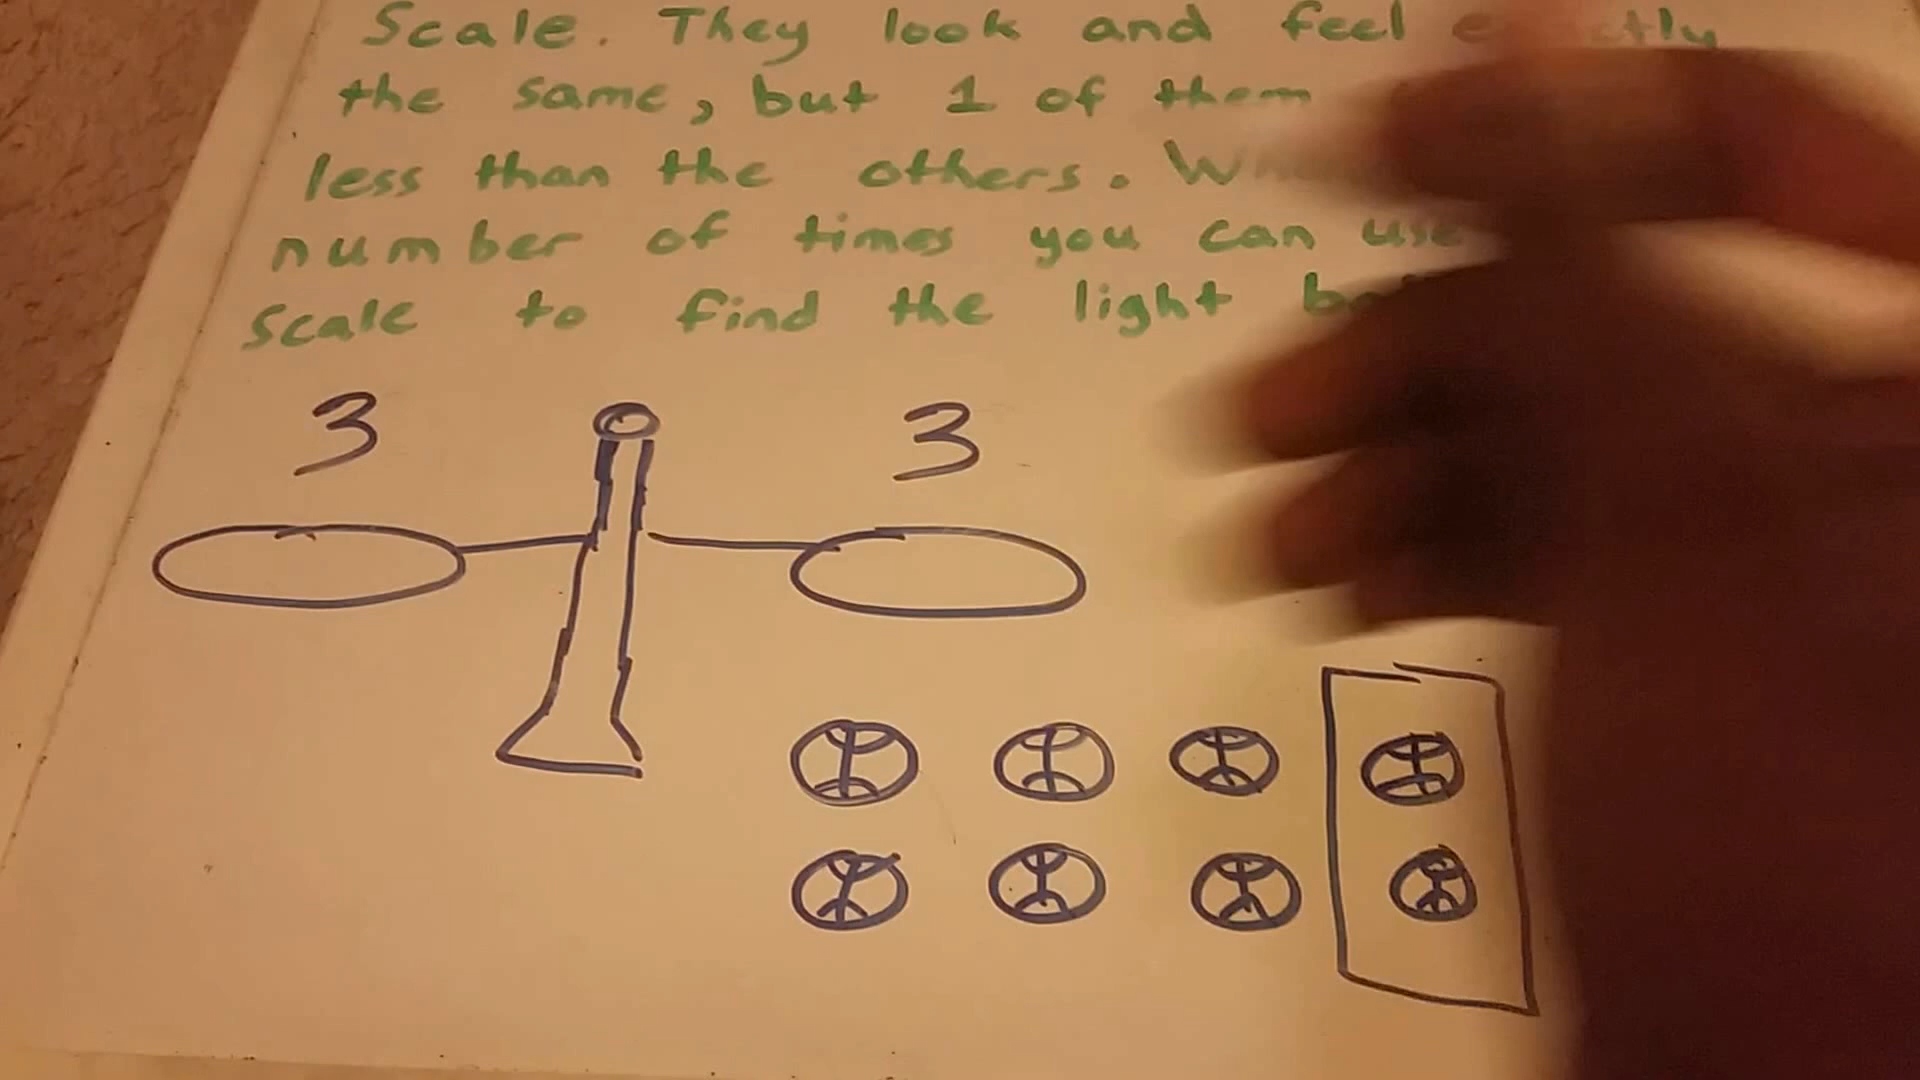 Scale. They look and feel
the same, but 1 of them
less than the others.
number of times you can use
scale to find the light
3 3